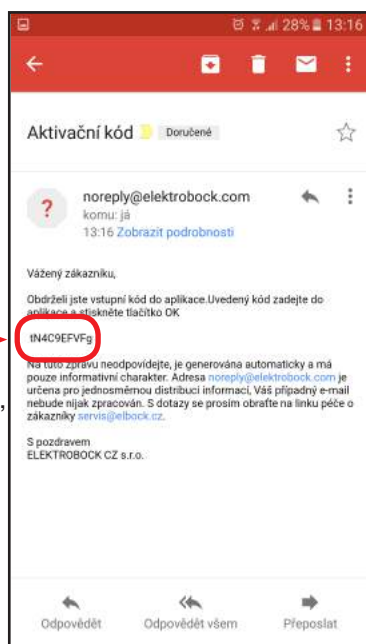 28% 13:16
Aktivační kód Doručené
?
noreply@elektrobock.com
komu: já
13:16 Zobrazit podrobnosti
Vážený zákazníku,
Obdrželi jste vstupní kód do aplikace.Uvedený kód zadejte do
aplikace a stiskněte tlačítko OK
tN4C9EFVFg
Na tuto zprávu neodpovídejte, je generována automaticky a má
pouze informativní charakter. Adresa noreply@elektrobock.com je
určena pro jednosměrnou distribuci informací, Váš případný e-mail
nebude nijak zpracován. S dotazy se prosím obraťte na linku péče o
zákazníky servis@elbock.cz.
S pozdravem
ELEKTROBOCK CZ s.r.o.
Odpovědět Odpovědět všem Přeposlat